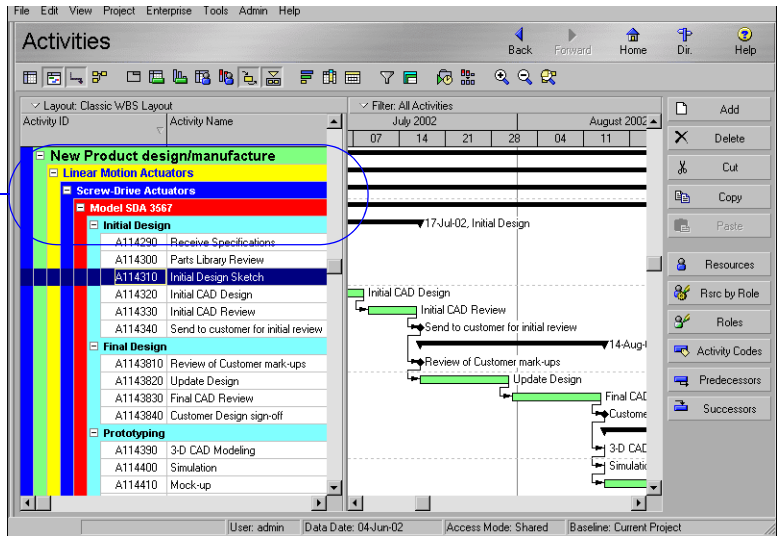 File Edit View Project Enterprise Tools Admin Help
Activities
Back Forward Home Dir. Help
Layout: Classic WBS Layout
Filter: All Activities
Activity ID
Activity Name
July 2002
August 2002
07 14 21 28 04 11
New Product design/manufacture
Linear Motion Actuators
Screw-Drive Actuators
Model SDA 3567
Initial Design
A114290 Receive Specifications
A114300 Parts Library Review
A114310 Initial Design Sketch
A114320 Initial CAD Design
A114330 Initial CAD Review
A114340 Send to customer for initial review
Final Design
A1143810 Review of Customer mark-ups
A1143820 Update Design
A1143830 Final CAD Review
A1143840 Customer Design sign-off
Prototyping
A114390 3-D CAD Modeling
A114400 Simulation
A114410 Mock-up
17-Jul-02, Initial Design
Initial CAD Design
Initial CAD Review
Send to customer for initial review
14-Aug-
Review of Customer mark-ups
Update Design
Final CAD
Custome
3-D CAD
Simulatio
Add
Delete
Cut
Copy
Paste
Resources
Rsrc by Role
Roles
Activity Codes
Predecessors
Successors
User: admin
Data Date: 04-Jun-02
Access Mode: Shared
Baseline: Current Project